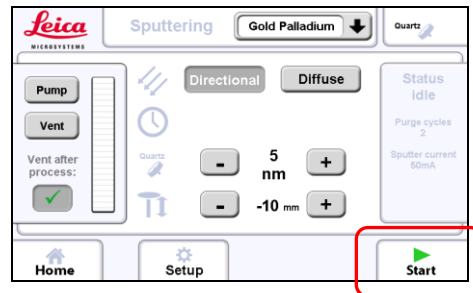 Leica
MICROSYSTEMS
Sputtering
Gold Palladium
Quartz
Pump
Vent
Vent after
process:
Directional
Diffuse
Quartz
-
5
nm
+
-
-10 mm
+
Status
idle
Purge cycles
2
Sputter current
50mA
Home
Setup
Start